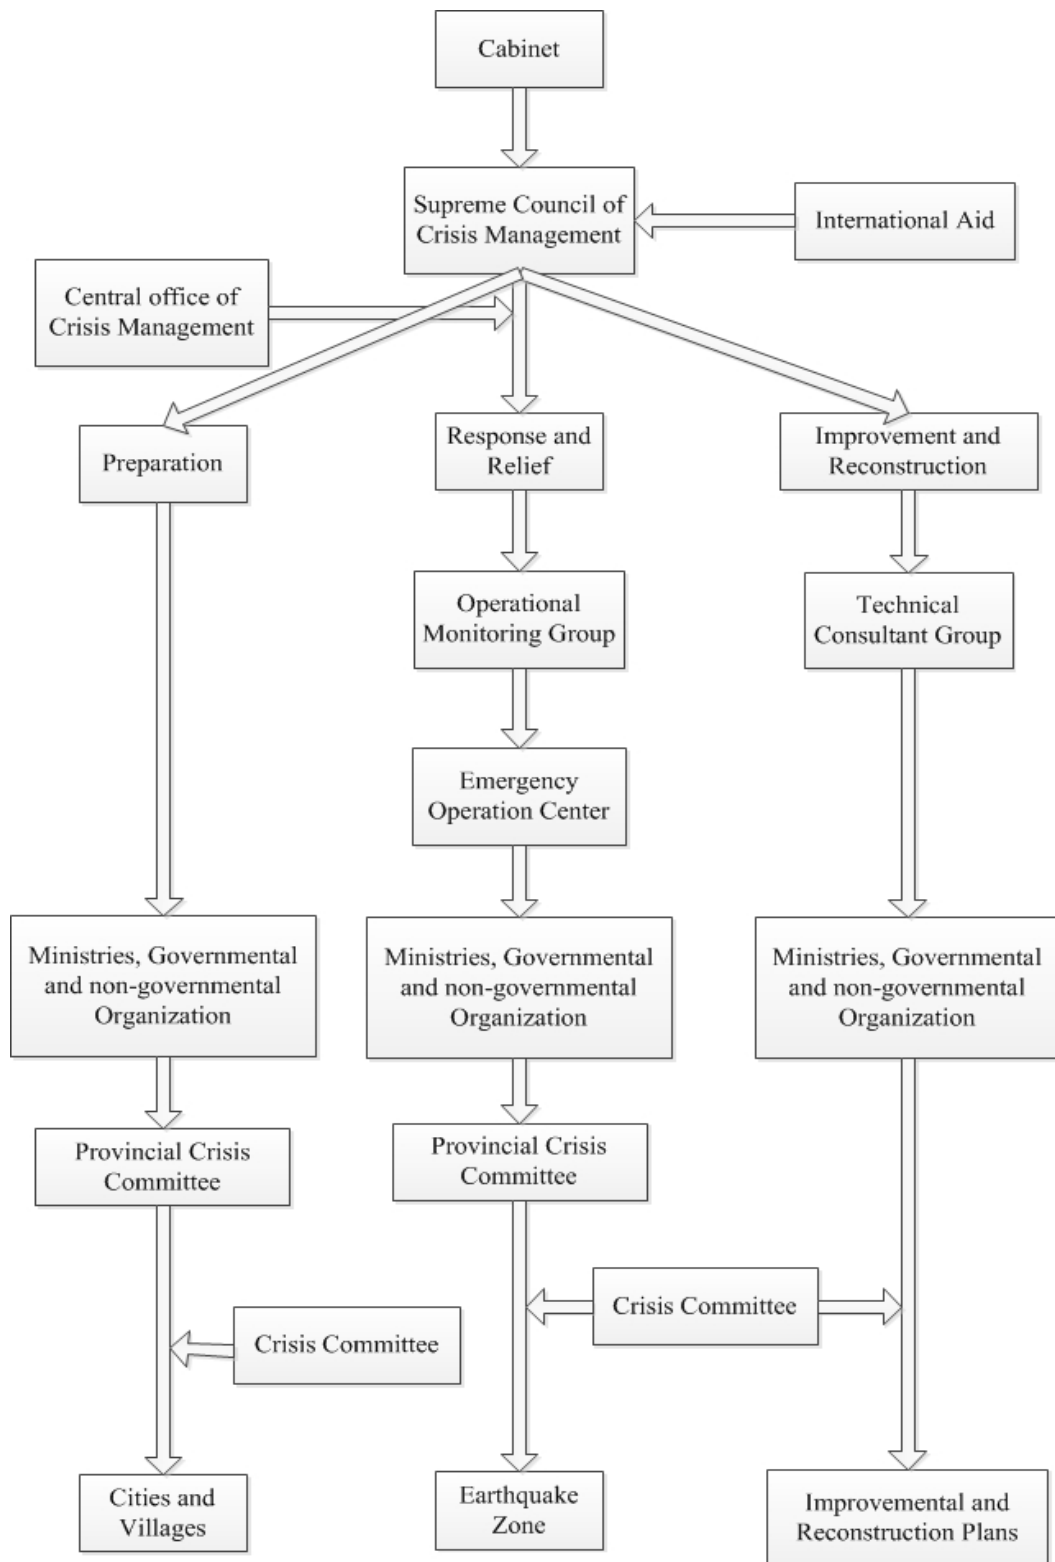 Cabinet
Supreme Council of
Crisis Management
International Aid
Central office of
Crisis Management
Preparation
Response and
Relief
Improvement and
Reconstruction
Operational
Monitoring Group
Technical
Consultant Group
Emergency
Operation Center
Ministries, Governmental
and non-governmental
Organization
Ministries, Governmental
and non-governmental
Organization
Ministries, Governmental
and non-governmental
Organization
Provincial Crisis
Committee
Provincial Crisis
Committee
Crisis Committee
Crisis Committee
Cities and
Villages
Earthquake
Zone
Improvemental and
Reconstruction Plans